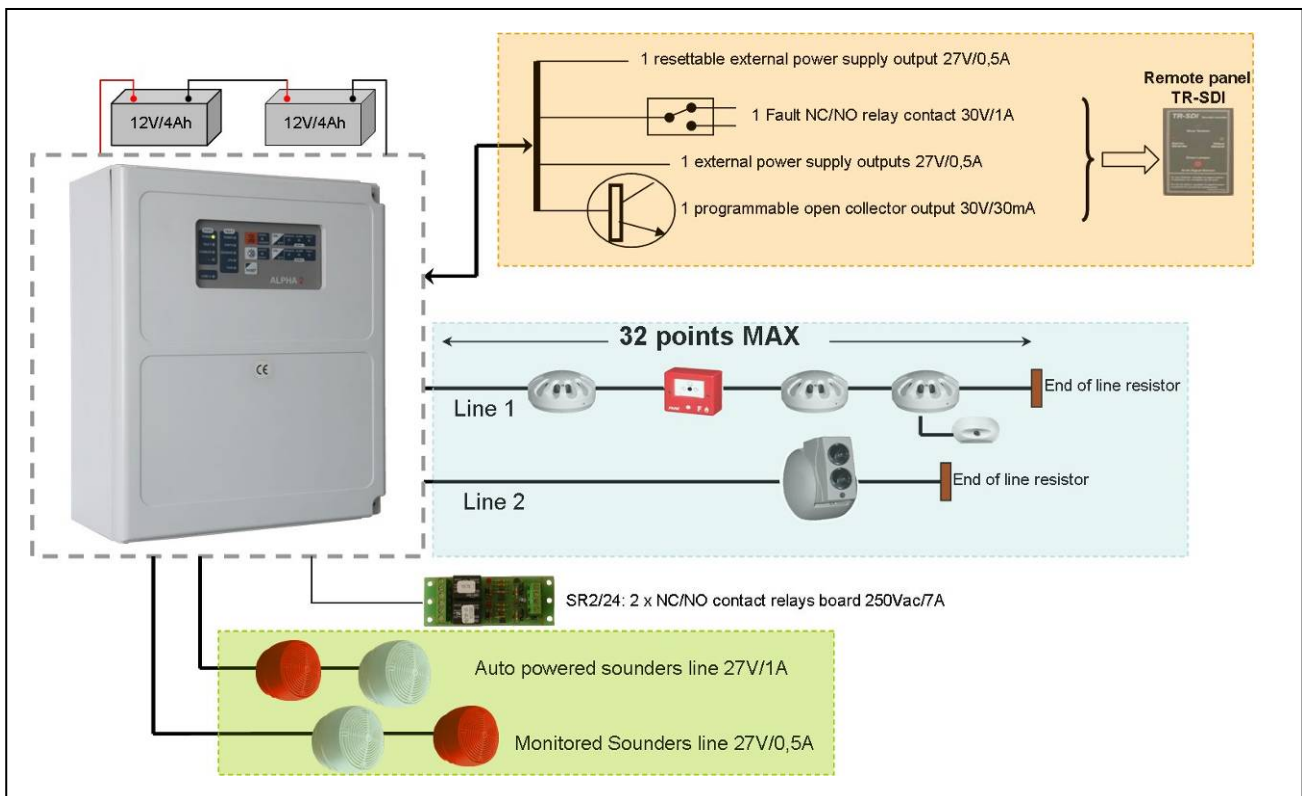 1 resettable external power supply output 27V/0,5A
Remote panel
TR-SDI
12V/4Ah
12V/4Ah
1 Fault NC/NO relay contact 30V/1A
TR-SDI
1 external power supply outputs 27V/0,5A
1 programmable open collector output 30V/30mA
ALPHA 2
CE
32 points MAX
Line 1
End of line resistor
Line 2
End of line resistor
SR2/24: 2 x NC/NO contact relays board 250Vac/7A
Auto powered sounders line 27V/1A
Monitored Sounders line 27V/0,5A